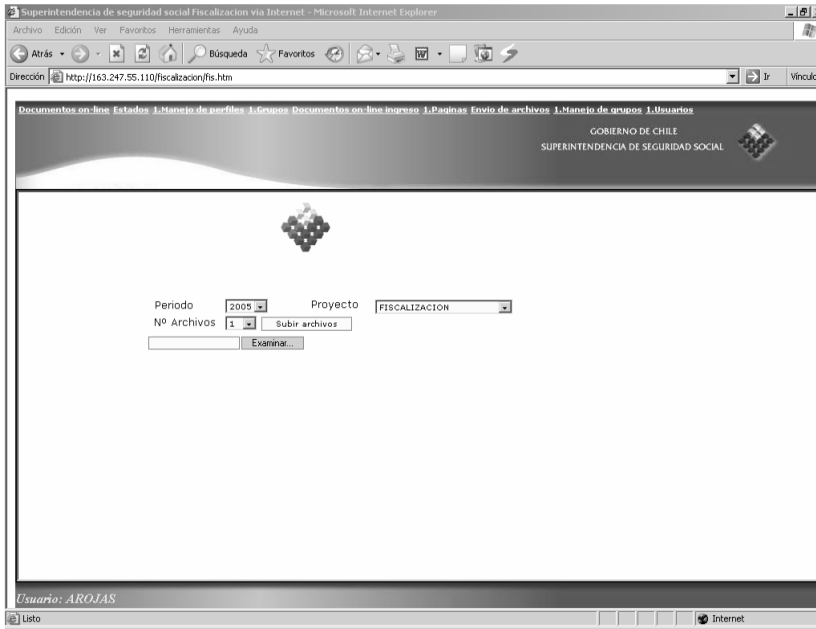 Superintendencia de seguridad social Fiscalizacion via Internet - Microsoft Internet Explorer
Archivo Edición Ver Favoritos Herramientas Ayuda
Atrás Búsqueda Favoritos
Dirección http://163.247.55.110/fiscalizacion/fis.htm Ir Vínculo
Documentos on-line Estados 1.Manejo de perfiles 1.Grupos Documentos on-line ingreso 1.Paginas Envio de archivos 1.Manejo de grupos 1.Usuarios
GOBIERNO DE CHILE
SUPERINTENDENCIA DE SEGURIDAD SOCIAL
Periodo 2005 Proyecto FISCALIZACION
Nº Archivos 1 Subir archivos
Examinar...
Usuario: AROJAS
Listo Internet